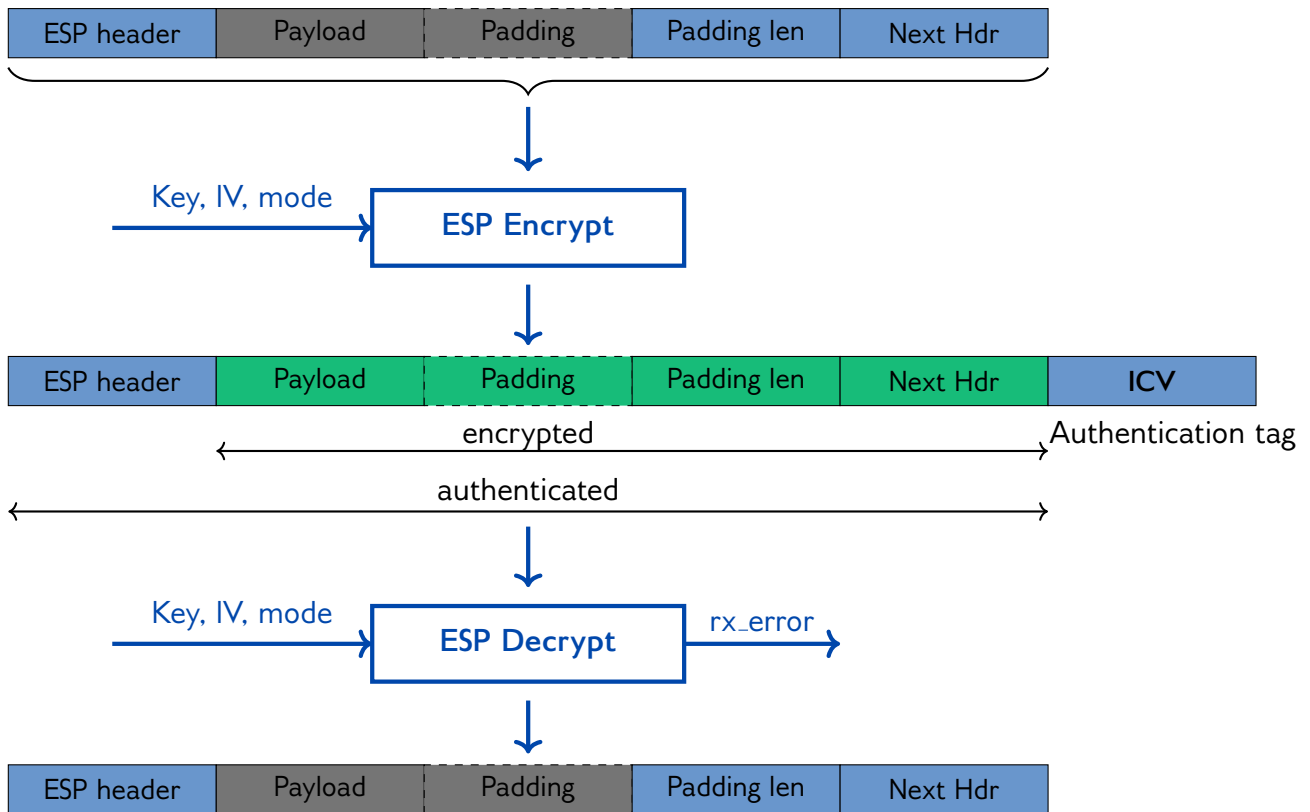 ESP header Payload Padding Padding len Next Hdr
Key, IV, mode
ESP Encrypt
ESP header Payload Padding Padding len Next Hdr ICV
encrypted Authentication tag
authenticated
Key, IV, mode
ESP Decrypt
rx_error
ESP header Payload Padding Padding len Next Hdr